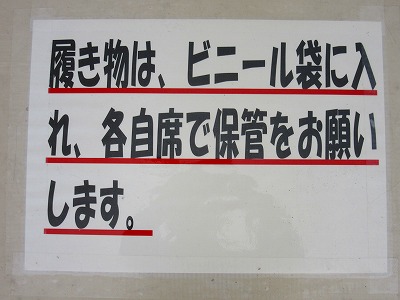 履き物は、ビニール袋に入
れ、各自席で保管をお願い
します。